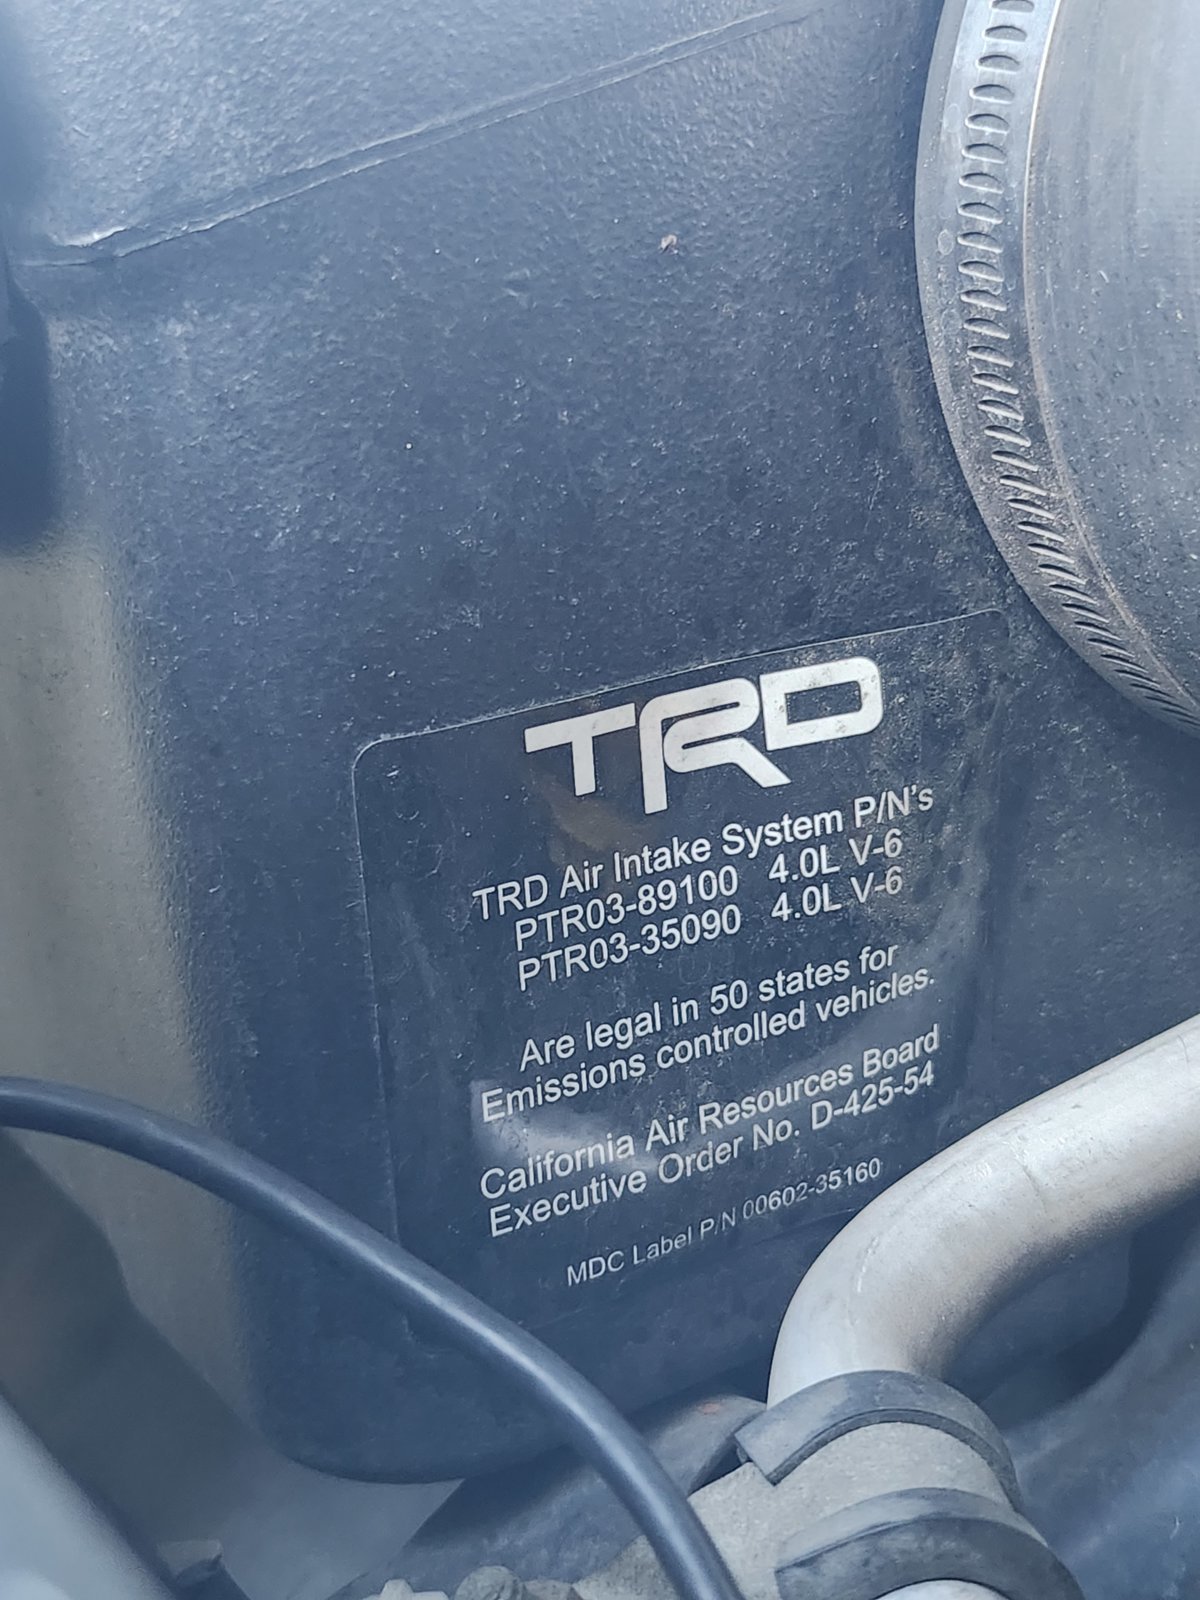 TRD
TRD Air Intake System P/N's
PTR03-89100 4.0L V-6
PTR03-35090 4.0L V-6
Are legal in 50 states for
Emissions controlled vehicles.
California Air Resources Board
Executive Order No. D-425-54
MDC Label P/N 00602-35160